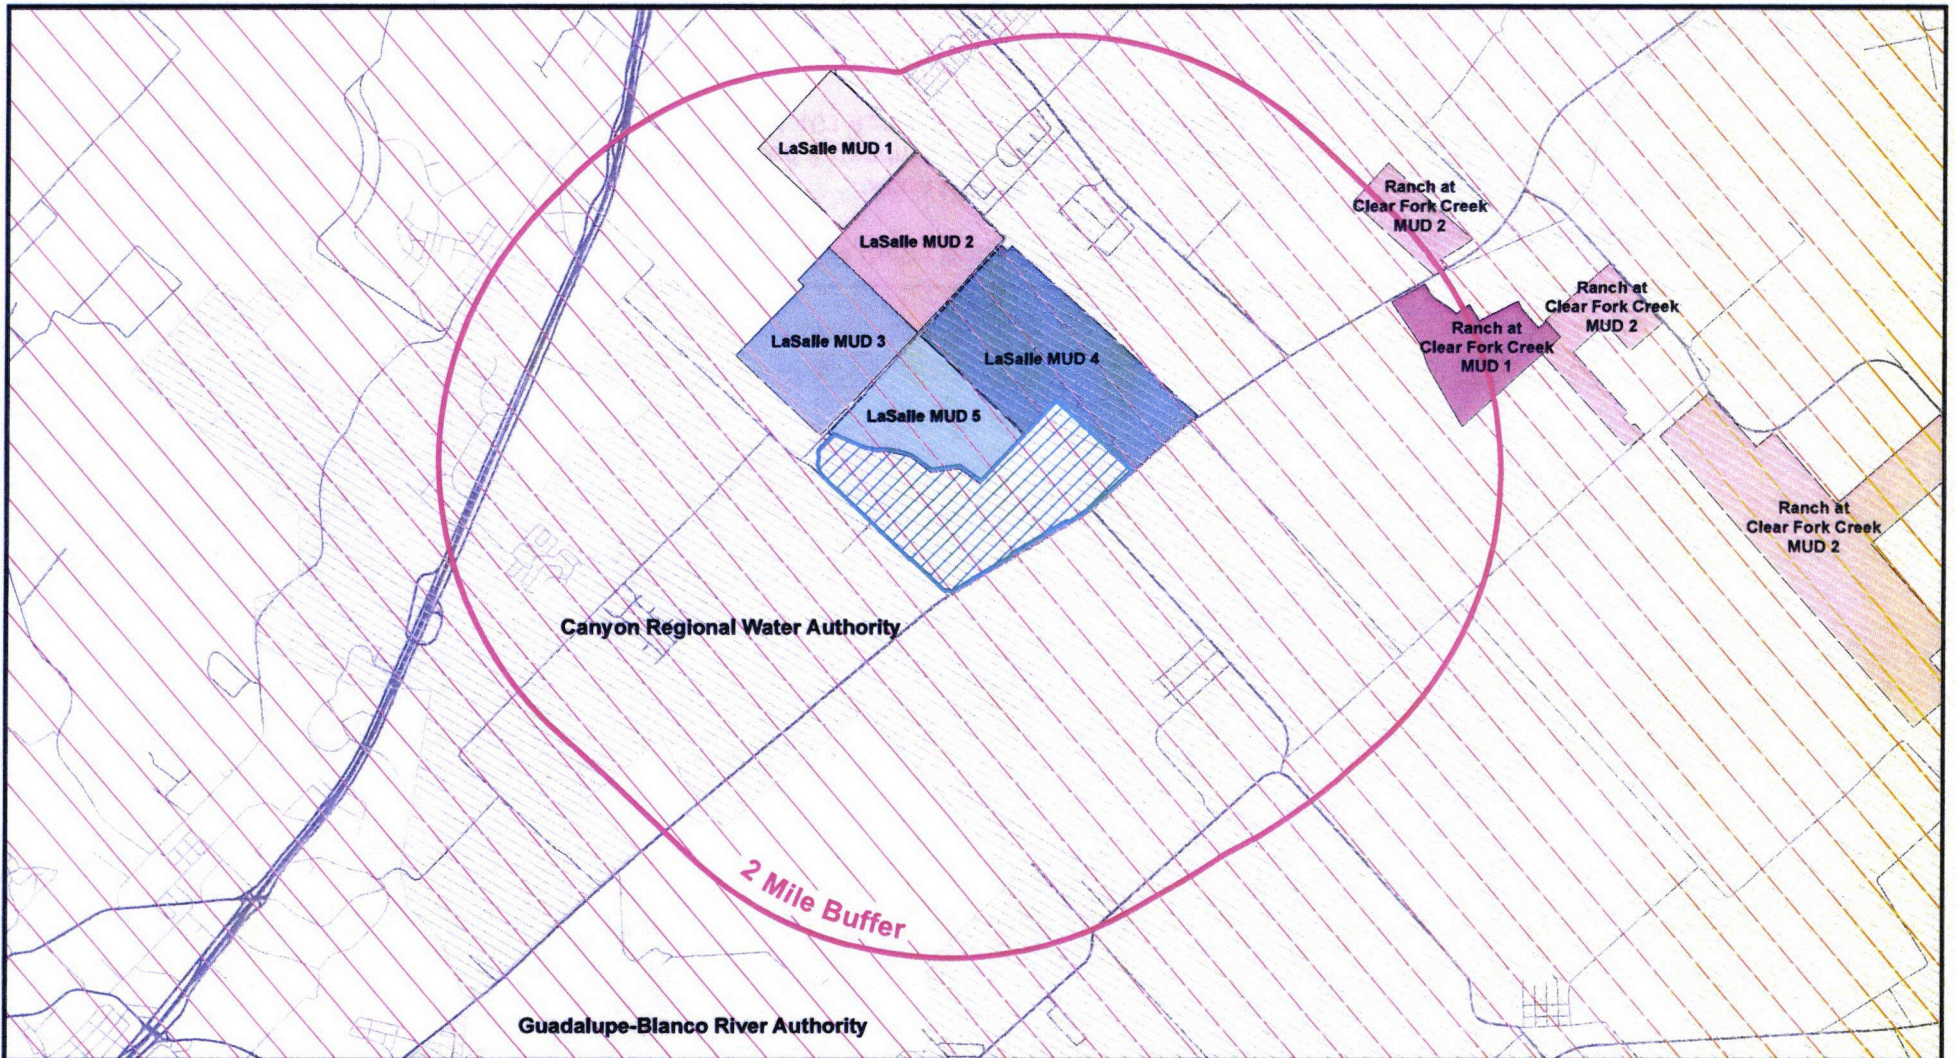 LaSalle MUD 1
Ranch at
Clear Fork Creek
MUD 2
LaSalle MUD 2
Ranch at
Clear Fork Creek
MUD 2
LaSalle MUD 3
LaSalle MUD 4
Ranch at
Clear Fork Creek
MUD 1
LaSalle MUD 5
Ranch at
Clear Fork Creek
MUD 2
Canyon Regional Water Authority
2 Mile Buffer
Guadalupe-Blanco River Authority